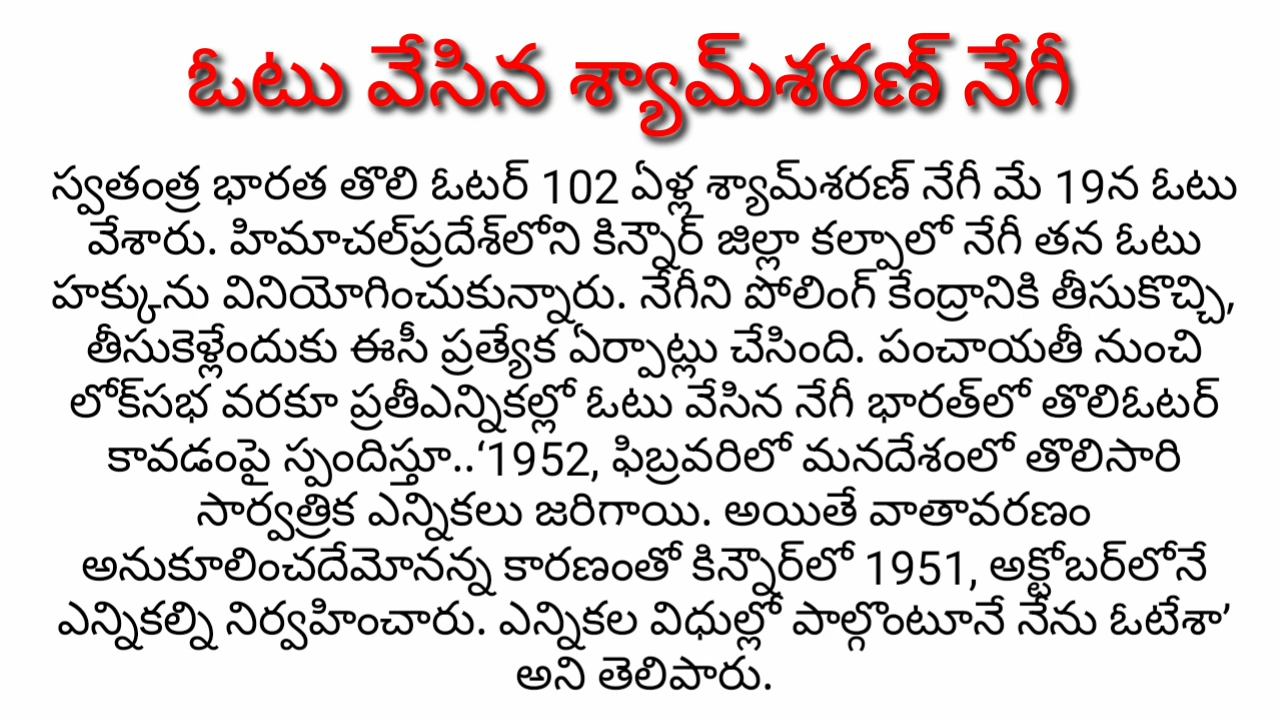 ఓటు వేసిన శ్యామ్‌శరణ్ నేగీ
స్వతంత్ర భారత తొలి ఓటర్ 102 ఏళ్ల శ్యామ్‌శరణ్ నేగీ మే 19న ఓటు
వేశారు. హిమాచల్‌ప్రదేశ్‌లోని కిన్నౌర్ జిల్లా కల్పాలో నేగీ తన ఓటు
హక్కును వినియోగించుకున్నారు. నేగీని పోలింగ్ కేంద్రానికి తీసుకొచ్చి,
తీసుకెళ్లేందుకు ఈసీ ప్రత్యేక ఏర్పాట్లు చేసింది. పంచాయతీ నుంచి
లోక్‌సభ వరకూ ప్రతీఎన్నికల్లో ఓటు వేసిన నేగీ భారత్‌లో తొలిఓటర్
కావడంపై స్పందిస్తూ..‘1952, ఫిబ్రవరిలో మనదేశంలో తొలిసారి
సార్వత్రిక ఎన్నికలు జరిగాయి. అయితే వాతావరణం
అనుకూలించదేమోనన్న కారణంతో కిన్నౌర్‌లో 1951, అక్టోబర్‌లోనే
ఎన్నికల్ని నిర్వహించారు. ఎన్నికల విధుల్లో పాల్గొంటూనే నేను ఓటేశా’
అని తెలిపారు.